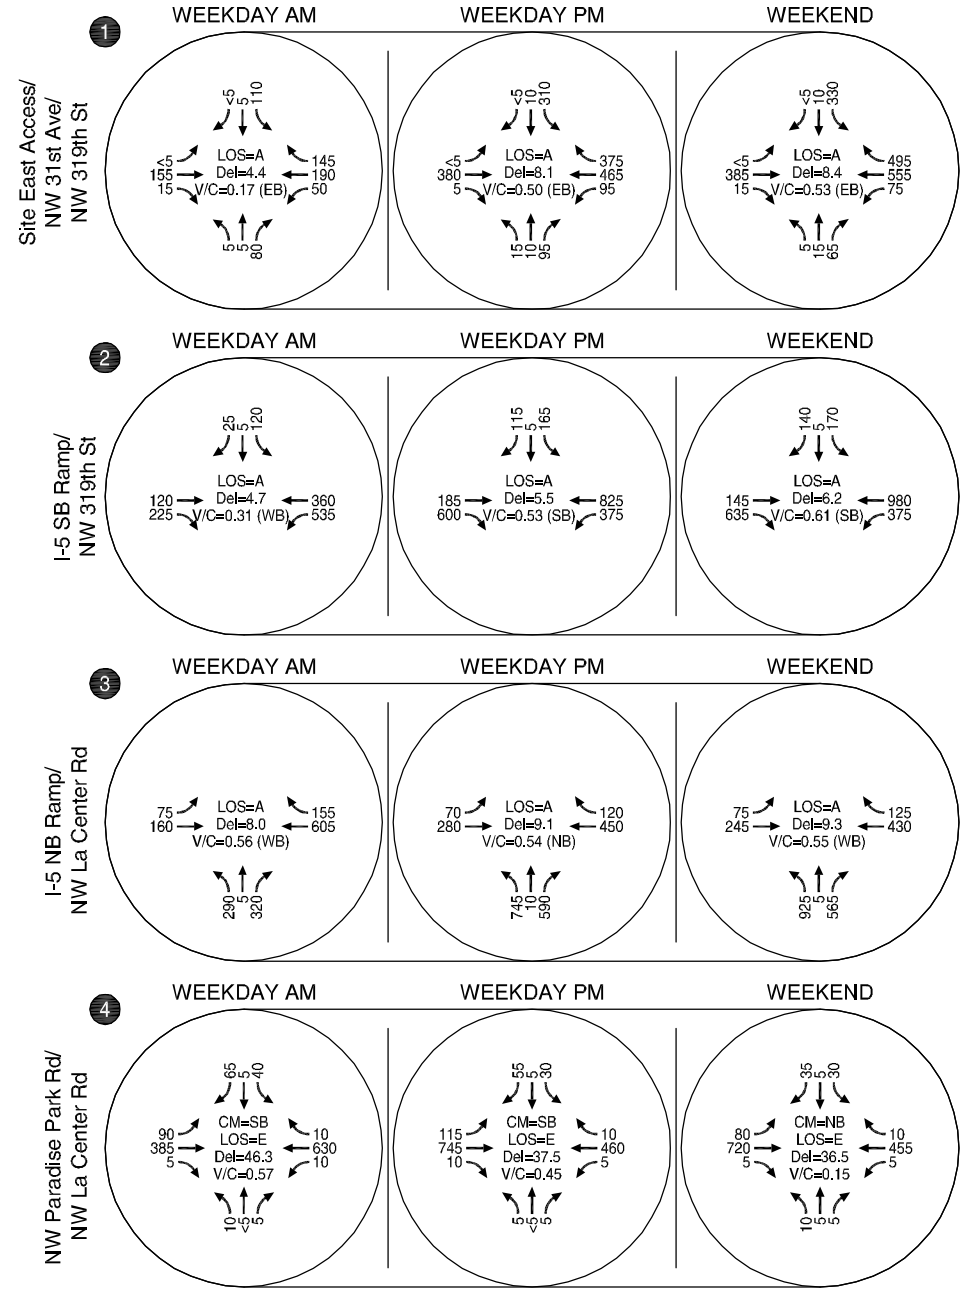 WEEKDAY AM WEEKDAY PM WEEKEND
1
Site East Access/
NW 31st Ave/
NW 319th St
<5 5 110
<5 155 15
LOS=A
Del=4.4
V/C=0.17 (EB)
145 190 50
5 5 80
<5 10 310
<5 380 5
LOS=A
Del=8.1
V/C=0.50 (EB)
375 465 95
15 10 95
<5 10 330
<5 385 15
LOS=A
Del=8.4
V/C=0.53 (EB)
495 555 75
5 15 65
WEEKDAY AM WEEKDAY PM WEEKEND
2
I-5 SB Ramp/
NW 319th St
25 5 120
120 225
LOS=A
Del=4.7
V/C=0.31 (WB)
360 535
115 5 165
185 600
LOS=A
Del=5.5
V/C=0.53 (SB)
825 375
140 5 170
145 635
LOS=A
Del=6.2
V/C=0.61 (SB)
980 375
WEEKDAY AM WEEKDAY PM WEEKEND
3
I-5 NB Ramp/
NW La Center Rd
75 160
LOS=A
Del=8.0
V/C=0.56 (WB)
155 605
290 5 320
70 280
LOS=A
Del=9.1
V/C=0.54 (NB)
120 450
745 10 590
75 245
LOS=A
Del=9.3
V/C=0.55 (WB)
125 430
925 5 565
WEEKDAY AM WEEKDAY PM WEEKEND
4
NW Paradise Park Rd/
NW La Center Rd
65 5 40
90 385 5
CM=SB
LOS=E
Del=46.3
V/C=0.57
10 630 10
10 <5 5
55 5 30
115 745 10
CM=SB
LOS=E
Del=37.5
V/C=0.45
10 460 5
5 <5 5
35 5 30
80 720 5
CM=NB
LOS=E
Del=36.5
V/C=0.15
10 455 5
10 5 5